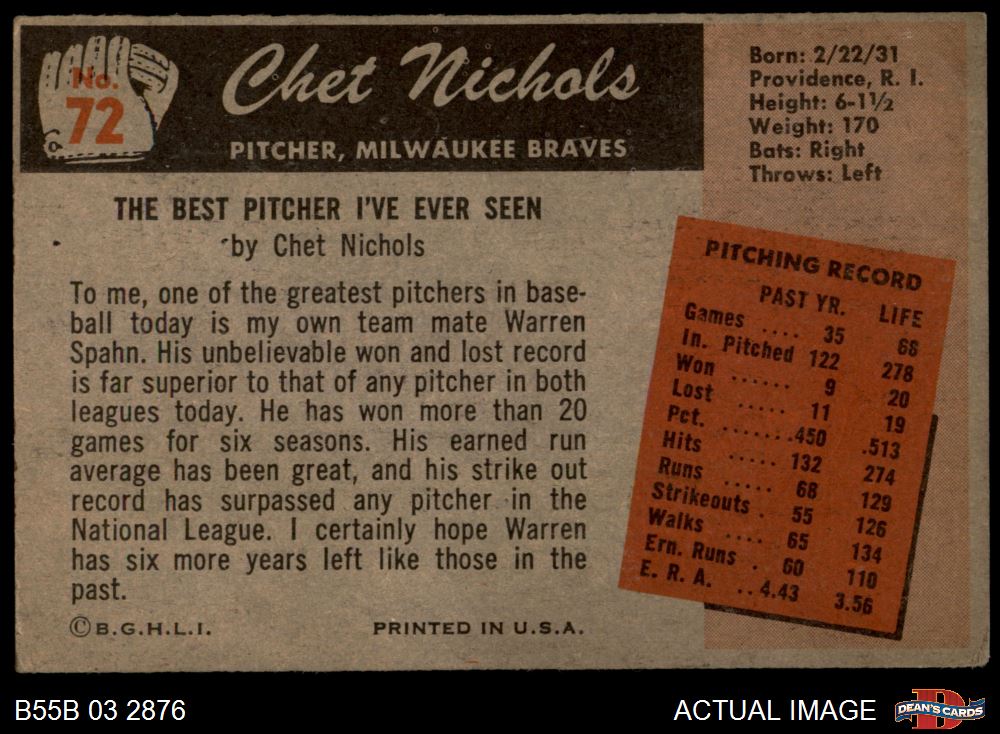 No.
72
Chet Nichols
PITCHER, MILWAUKEE BRAVES
Born: 2/22/31
Providence, R. I.
Height: 6-1½
Weight: 170
Bats: Right
Throws: Left
THE BEST PITCHER I'VE EVER SEEN
by Chet Nichols
To me, one of the greatest pitchers in base-
ball today is my own team mate Warren
Spahn. His unbelievable won and lost record
is far superior to that of any pitcher in both
leagues today. He has won more than 20
games for six seasons. His earned run
average has been great, and his strike out
record has surpassed any pitcher in the
National League. I certainly hope Warren
has six more years left like those in the
past.
© B.G.H.L.I. PRINTED IN U.S.A.
PITCHING RECORD
PAST YR. LIFE
Games .... 35 68
In. Pitched 122 278
Won ...... 9 20
Lost ..... 11 19
Pct. .......450 .513
Hits ..... 132 274
Runs ..... 68 129
Strikeouts . 55 126
Walks .... 65 134
Ern. Runs . 60 110
E. R. A. ..4.43 3.56
B55B 03 2876
ACTUAL IMAGE
DEAN'S CARDS